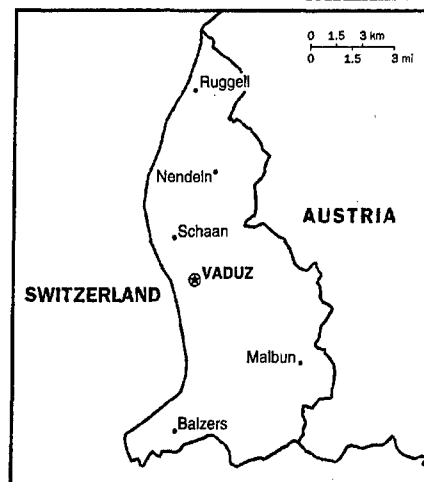 0 1.5 3 km
0 1.5 3 mi
Ruggell
Nendeln
AUSTRIA
Schaan
VADUZ
SWITZERLAND
Malbun
Balzers